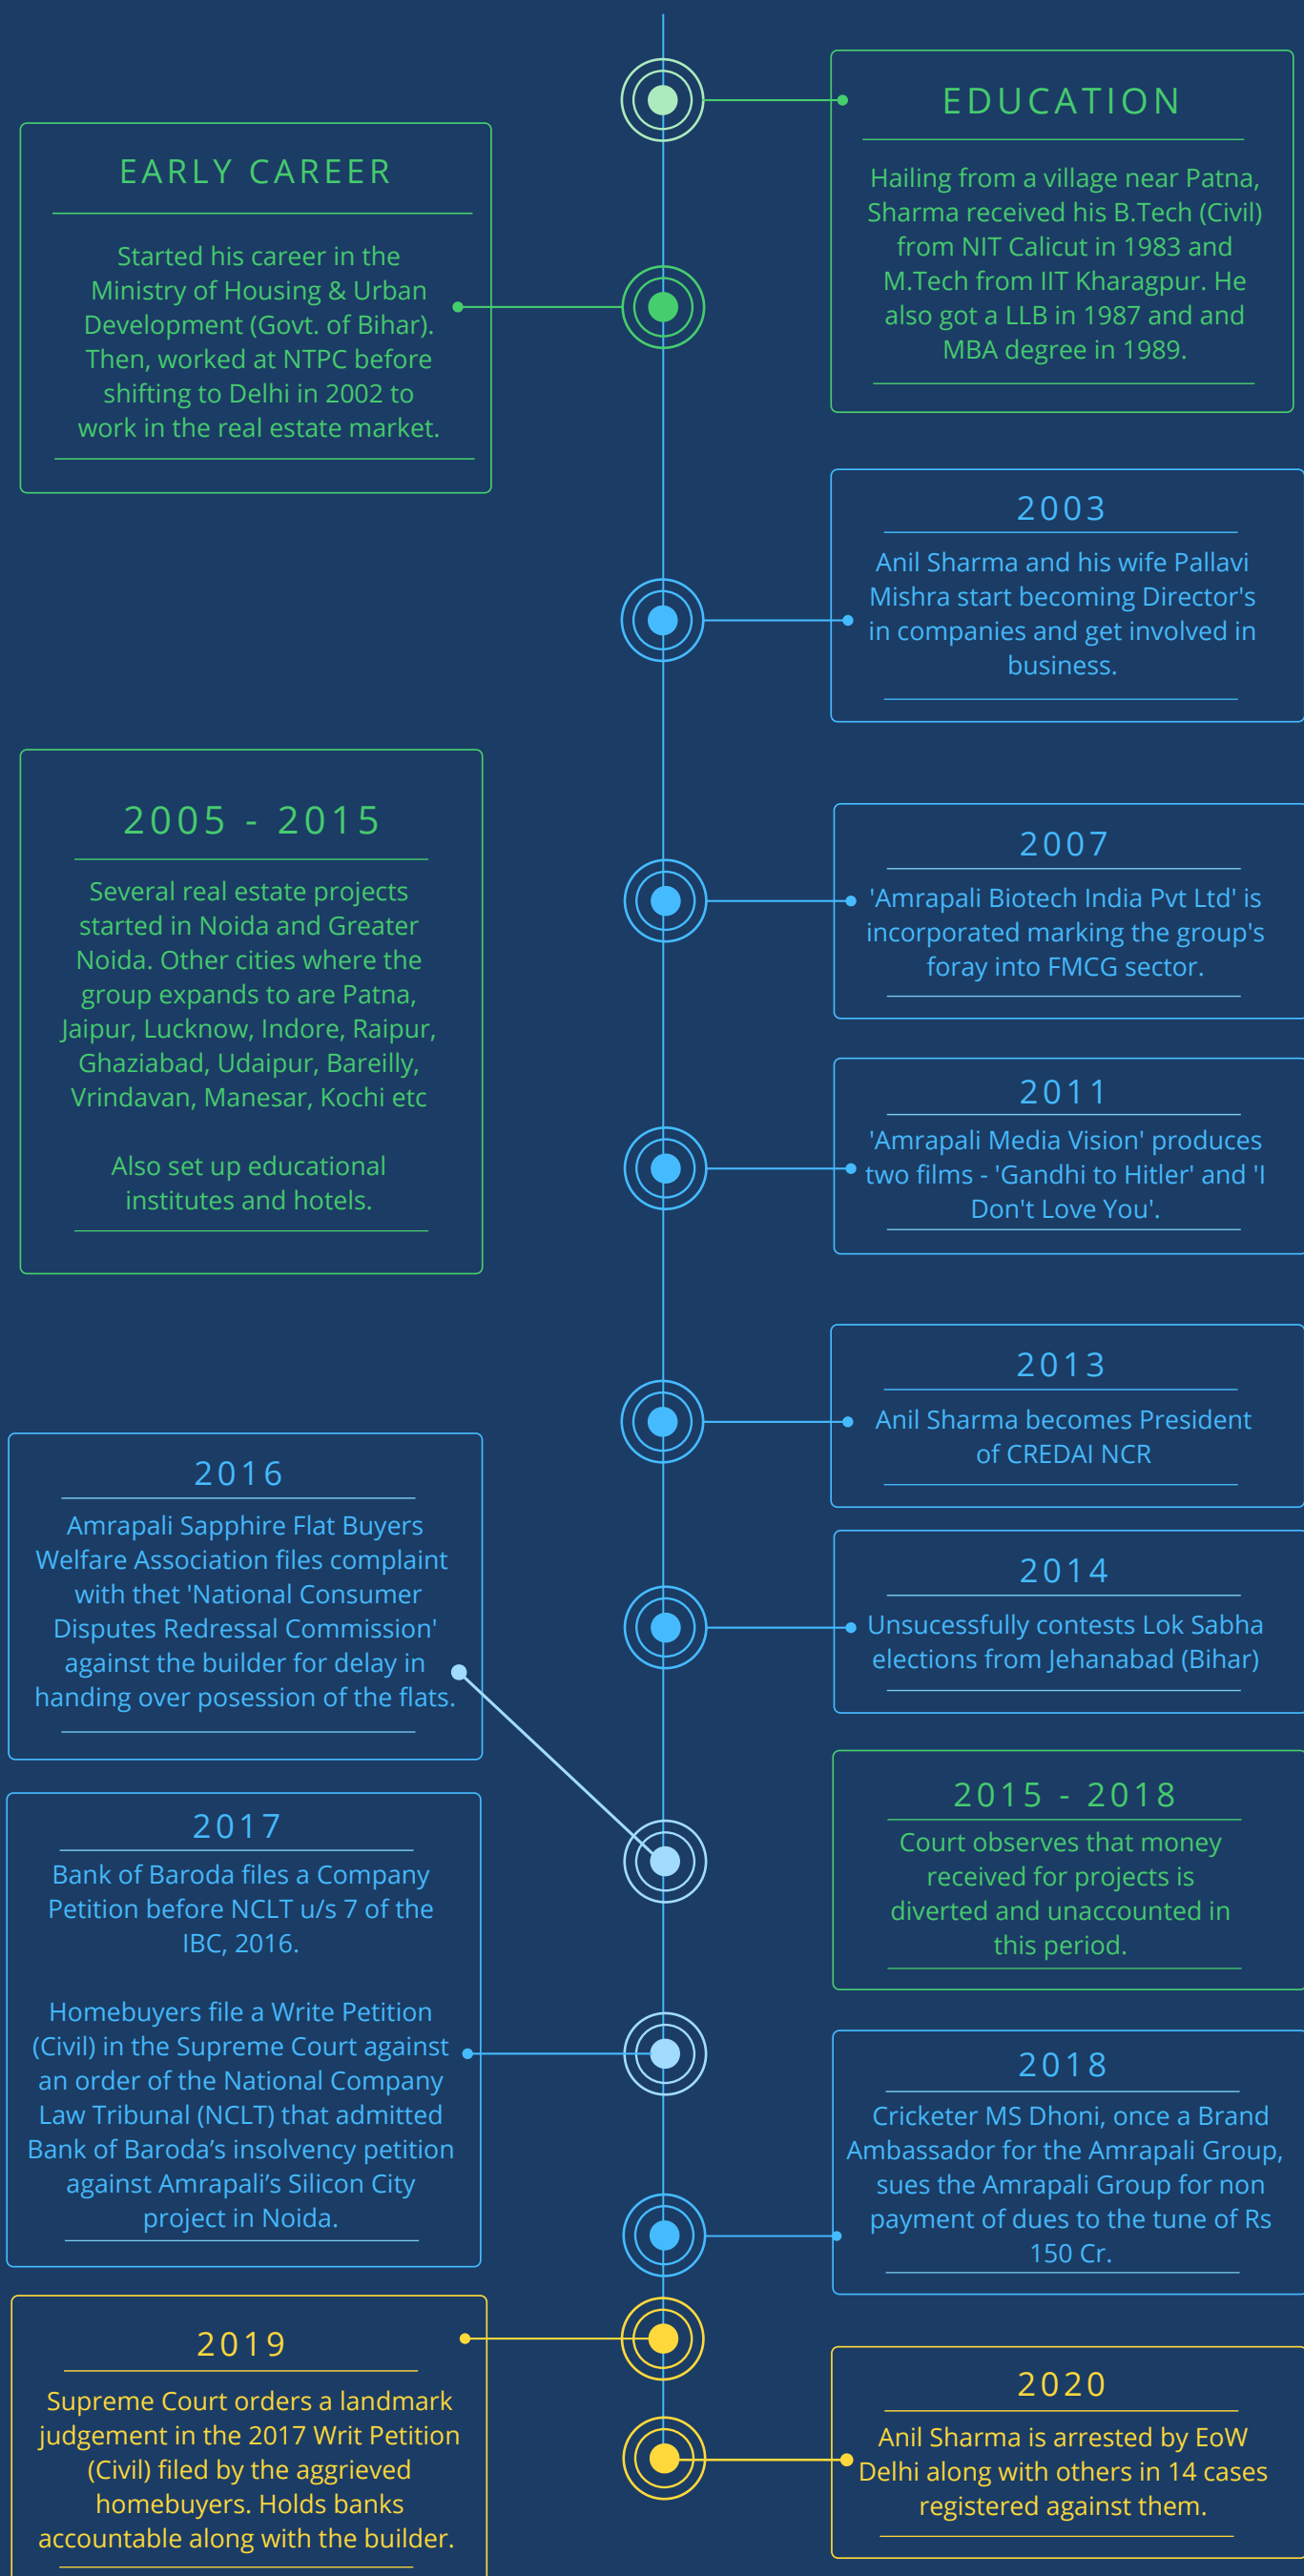 EDUCATION
Hailing from a village near Patna,
Sharma received his B.Tech (Civil)
from NIT Calicut in 1983 and
M.Tech from IIT Kharagpur. He
also got a LLB in 1987 and and
MBA degree in 1989.
EARLY CAREER
Started his career in the
Ministry of Housing & Urban
Development (Govt. of Bihar).
Then, worked at NTPC before
shifting to Delhi in 2002 to
work in the real estate market.
2003
Anil Sharma and his wife Pallavi
Mishra start becoming Director's
in companies and get involved in
business.
2005 - 2015
Several real estate projects
started in Noida and Greater
Noida. Other cities where the
group expands to are Patna,
Jaipur, Lucknow, Indore, Raipur,
Ghaziabad, Udaipur, Bareilly,
Vrindavan, Manesar, Kochi etc
Also set up educational
institutes and hotels.
2007
'Amrapali Biotech India Pvt Ltd' is
incorporated marking the group's
foray into FMCG sector.
2011
'Amrapali Media Vision' produces
two films - 'Gandhi to Hitler' and 'I
Don't Love You'.
2013
Anil Sharma becomes President
of CREDAI NCR
2014
Unsucessfully contests Lok Sabha
elections from Jehanabad (Bihar)
2016
Amrapali Sapphire Flat Buyers
Welfare Association files complaint
with thet 'National Consumer
Disputes Redressal Commission'
against the builder for delay in
handing over posession of the flats.
2015 - 2018
Court observes that money
received for projects is
diverted and unaccounted in
this period.
2017
Bank of Baroda files a Company
Petition before NCLT u/s 7 of the
IBC, 2016.
Homebuyers file a Write Petition
(Civil) in the Supreme Court against
an order of the National Company
Law Tribunal (NCLT) that admitted
Bank of Baroda’s insolvency petition
against Amrapali’s Silicon City
project in Noida.
2018
Cricketer MS Dhoni, once a Brand
Ambassador for the Amrapali Group,
sues the Amrapali Group for non
payment of dues to the tune of Rs
150 Cr.
2019
Supreme Court orders a landmark
judgement in the 2017 Writ Petition
(Civil) filed by the aggrieved
homebuyers. Holds banks
accountable along with the builder.
2020
Anil Sharma is arrested by EoW
Delhi along with others in 14 cases
registered against them.